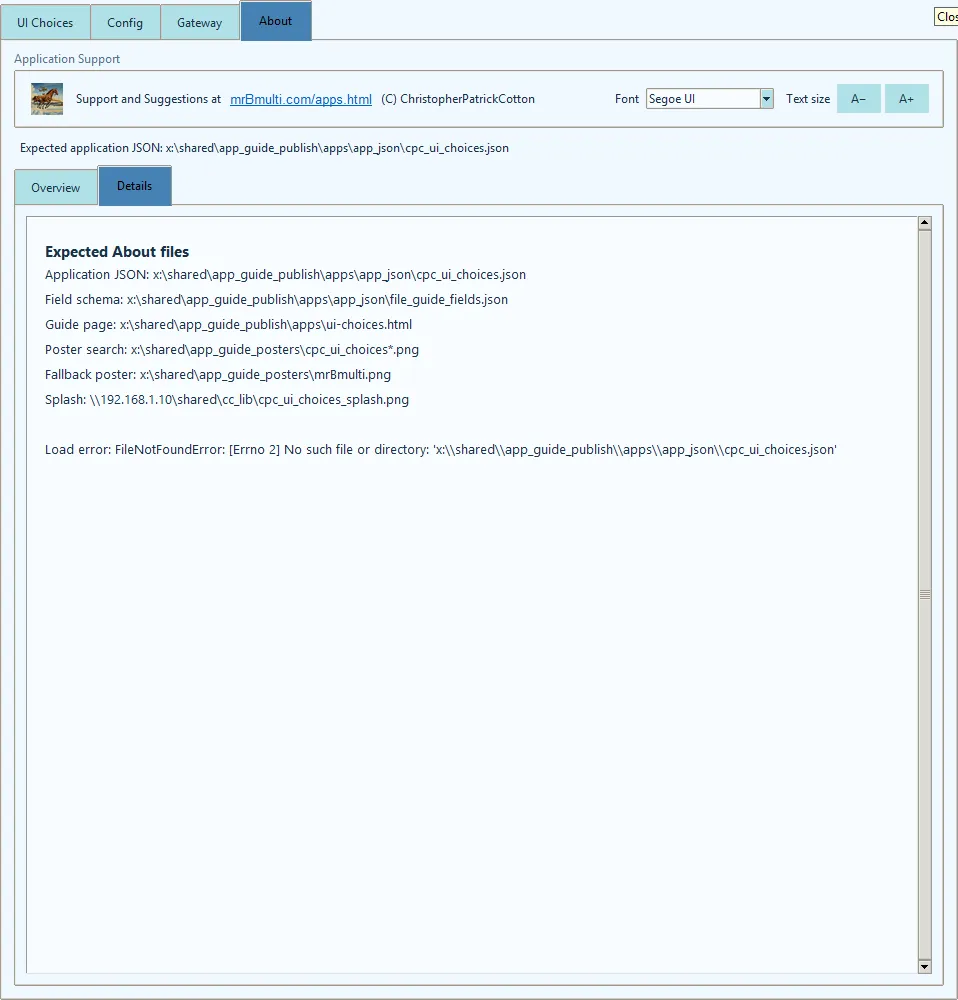 UI Choices Config Gateway About
Clos
Application Support
Support and Suggestions at mrBmulti.com/apps.html (C) ChristopherPatrickCotton Font Segoe UI Text size A− A+
Expected application JSON: x:\shared\app_guide_publish\apps\app_json\cpc_ui_choices.json
Overview Details
Expected About files
Application JSON: x:\shared\app_guide_publish\apps\app_json\cpc_ui_choices.json
Field schema: x:\shared\app_guide_publish\apps\app_json\file_guide_fields.json
Guide page: x:\shared\app_guide_publish\apps\ui-choices.html
Poster search: x:\shared\app_guide_posters\cpc_ui_choices*.png
Fallback poster: x:\shared\app_guide_posters\mrBmulti.png
Splash: \\192.168.1.10\shared\cc_lib\cpc_ui_choices_splash.png
Load error: FileNotFoundError: [Errno 2] No such file or directory: 'x:\\shared\\app_guide_publish\\apps\\app_json\\cpc_ui_choices.json'